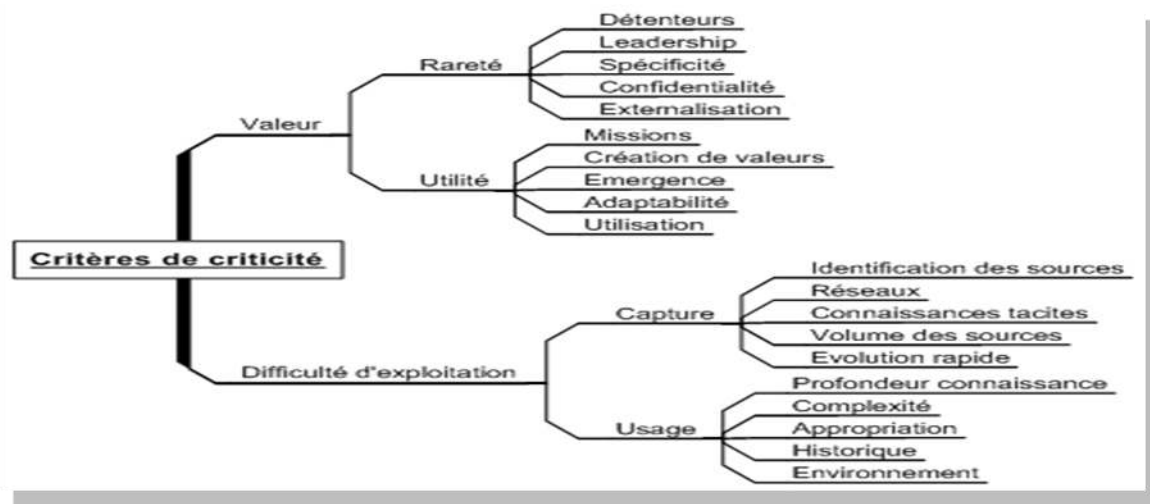 Détenteurs
Leadership
Rareté
Spécificité
Confidentialité
Externalisation
Valeur
Missions
Création de valeurs
Utilité
Emergence
Adaptabilité
Utilisation
Critères de criticité
Identification des sources
Réseaux
Capture
Connaissances tacites
Volume des sources
Evolution rapide
Difficulté d'exploitation
Profondeur connaissance
Complexité
Usage
Appropriation
Historique
Environnement